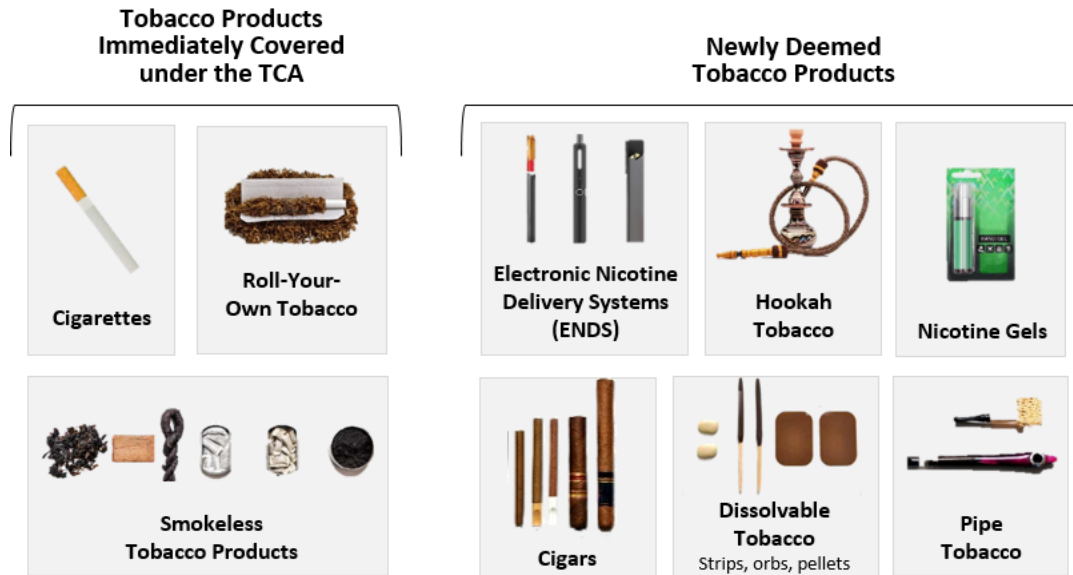 Tobacco Products
Immediately Covered
under the TCA
Newly Deemed
Tobacco Products
Cigarettes
Roll-Your-
Own Tobacco
Electronic Nicotine
Delivery Systems
(ENDS)
Hookah
Tobacco
Nicotine Gels
Smokeless
Tobacco Products
Cigars
Dissolvable
Tobacco
Strips, orbs, pellets
Pipe
Tobacco